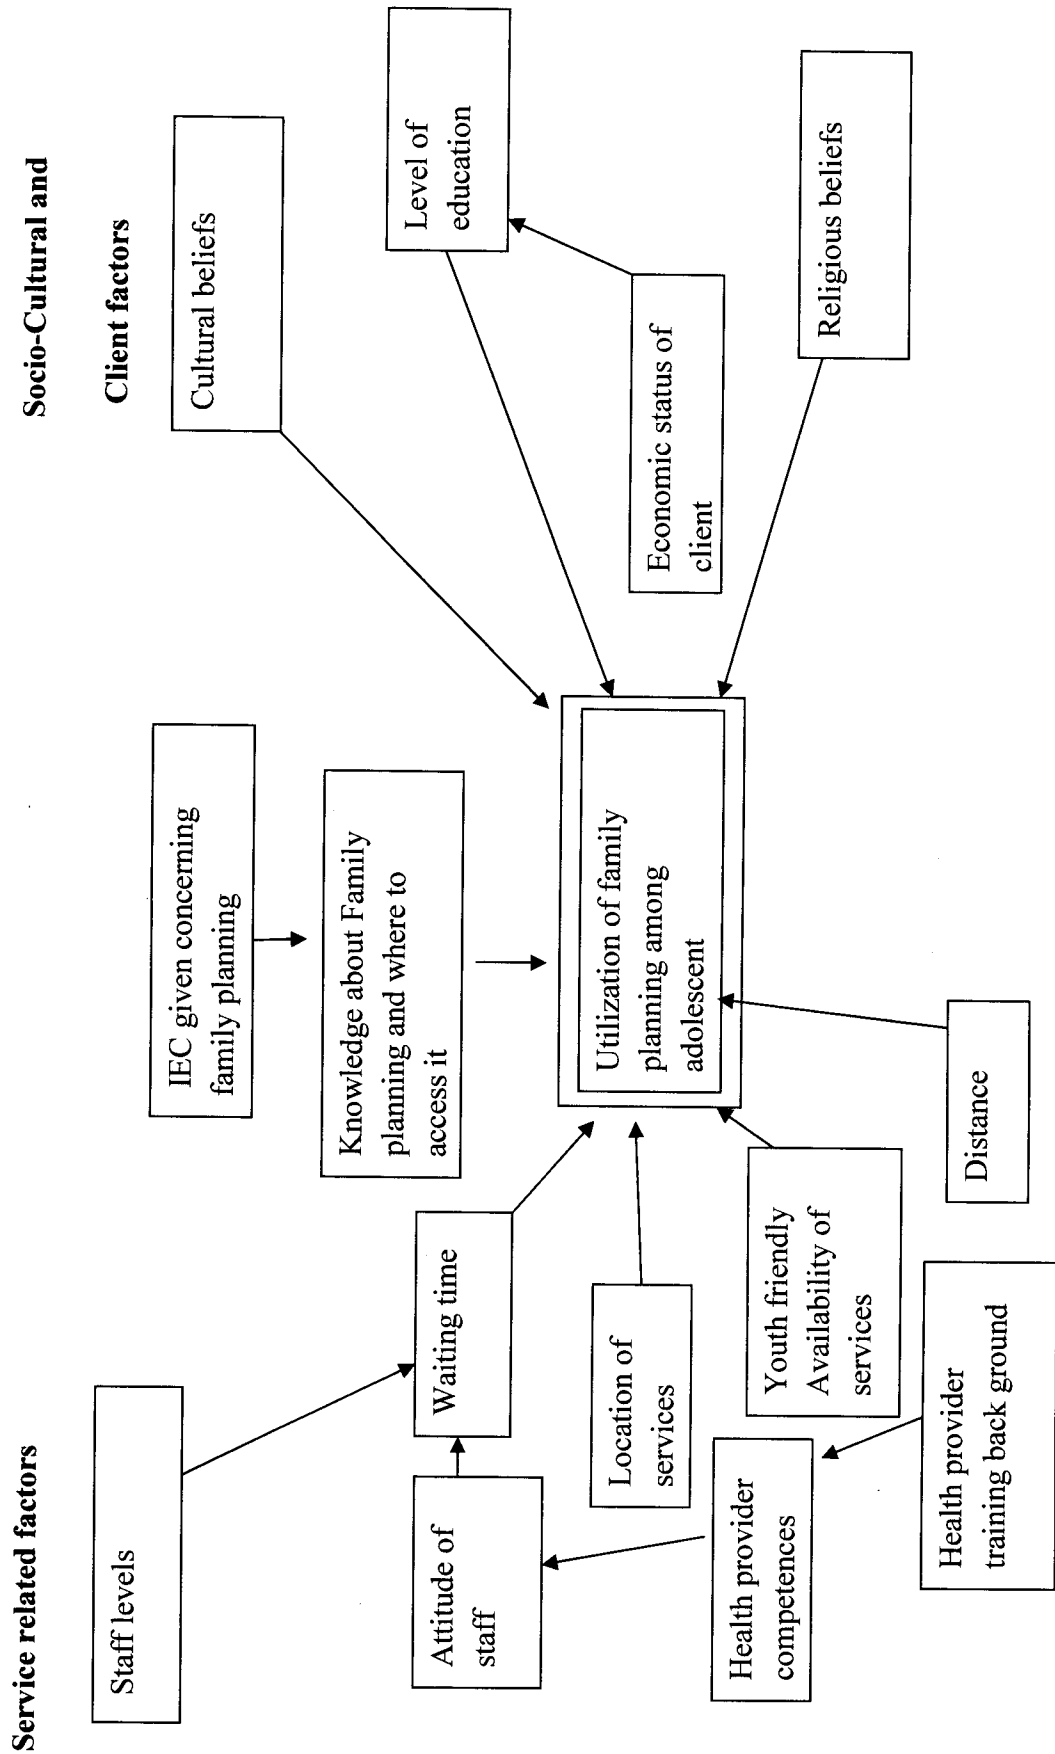 Service related factors
Socio-Cultural and
Client factors
Staff levels
IEC given concerning
family planning
Cultural beliefs
Knowledge about Family
planning and where to
access it
Attitude of
staff
Waiting time
Level of
education
Location of
services
Utilization of family
planning among
adolescent
Economic status of
client
Health provider
competences
Youth friendly
Availability of
services
Religious beliefs
Health provider
training back ground
Distance